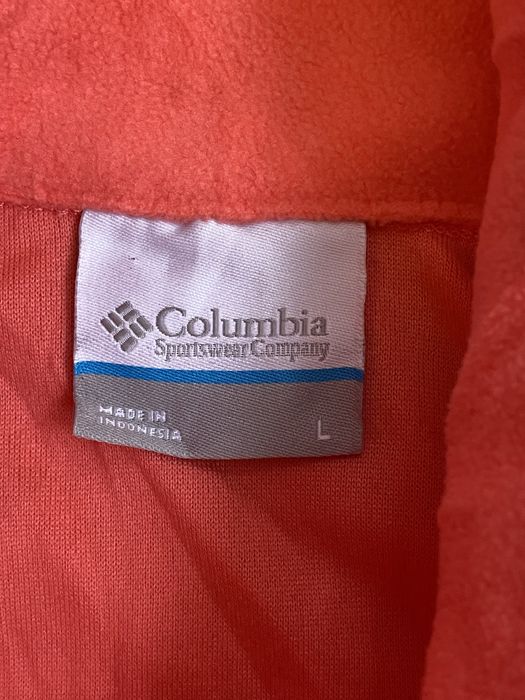 Columbia
Sportswear Company
MADE IN
INDONESIA
L